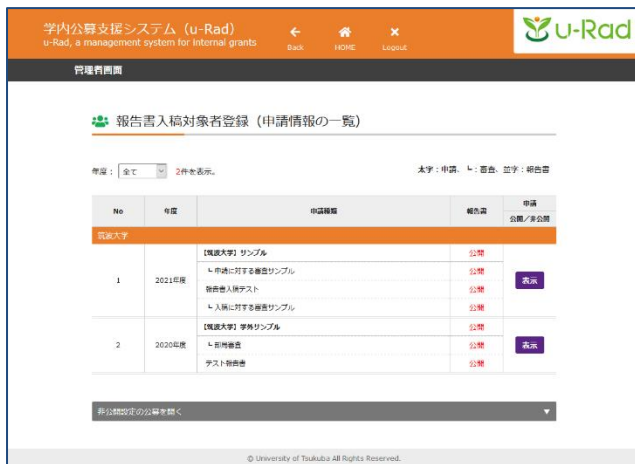 学内公募支援システム（u-Rad）
u-Rad, a management system for internal grants
Back HOME Logout
u-Rad
管理者画面
報告書入稿対象者登録（申請情報の一覧）
年度： 全て 2件を表示。
太字：申請、┗：審査、並字：報告書
No 年度 申請種類 報告書 申請
公開／非公開
筑波大学
【筑波大学】サンプル 公開
┗申請に対する審査サンプル 公開
1 2021年度 表示
報告書入稿テスト 公開
┗入稿に対する審査サンプル 公開
【筑波大学】学外サンプル 公開
2 2020年度 ┗部局審査 公開 表示
テスト報告書 公開
非公開設定の公募を開く ▼
© University of Tsukuba All Rights Reserved.